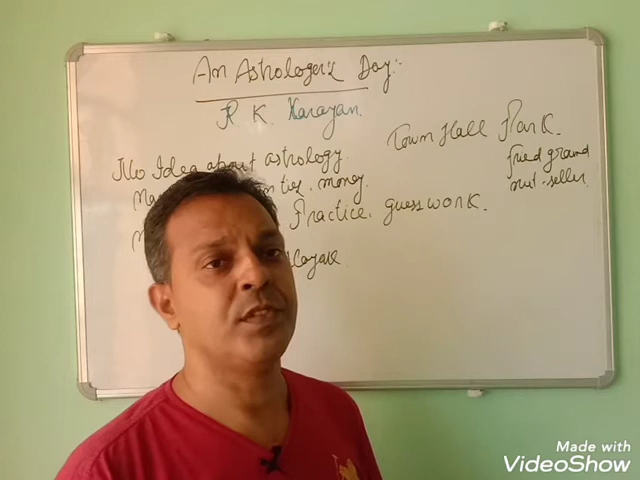 An Astrologer's Day:-
R K Narayan.
Town Hall Park.
No Idea about astrology.
fried ground
nut-seller.
money.
Practice. guesswork.
Made with
VideoShow